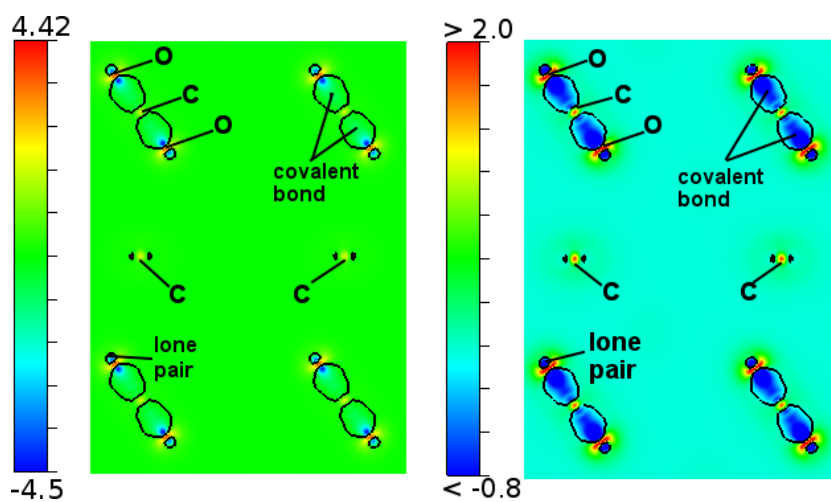 4.42
O
C
O
covalent
bond
C
C
lone
pair
-4.5
> 2.0
O
C
O
covalent
bond
C
C
lone
pair
< -0.8